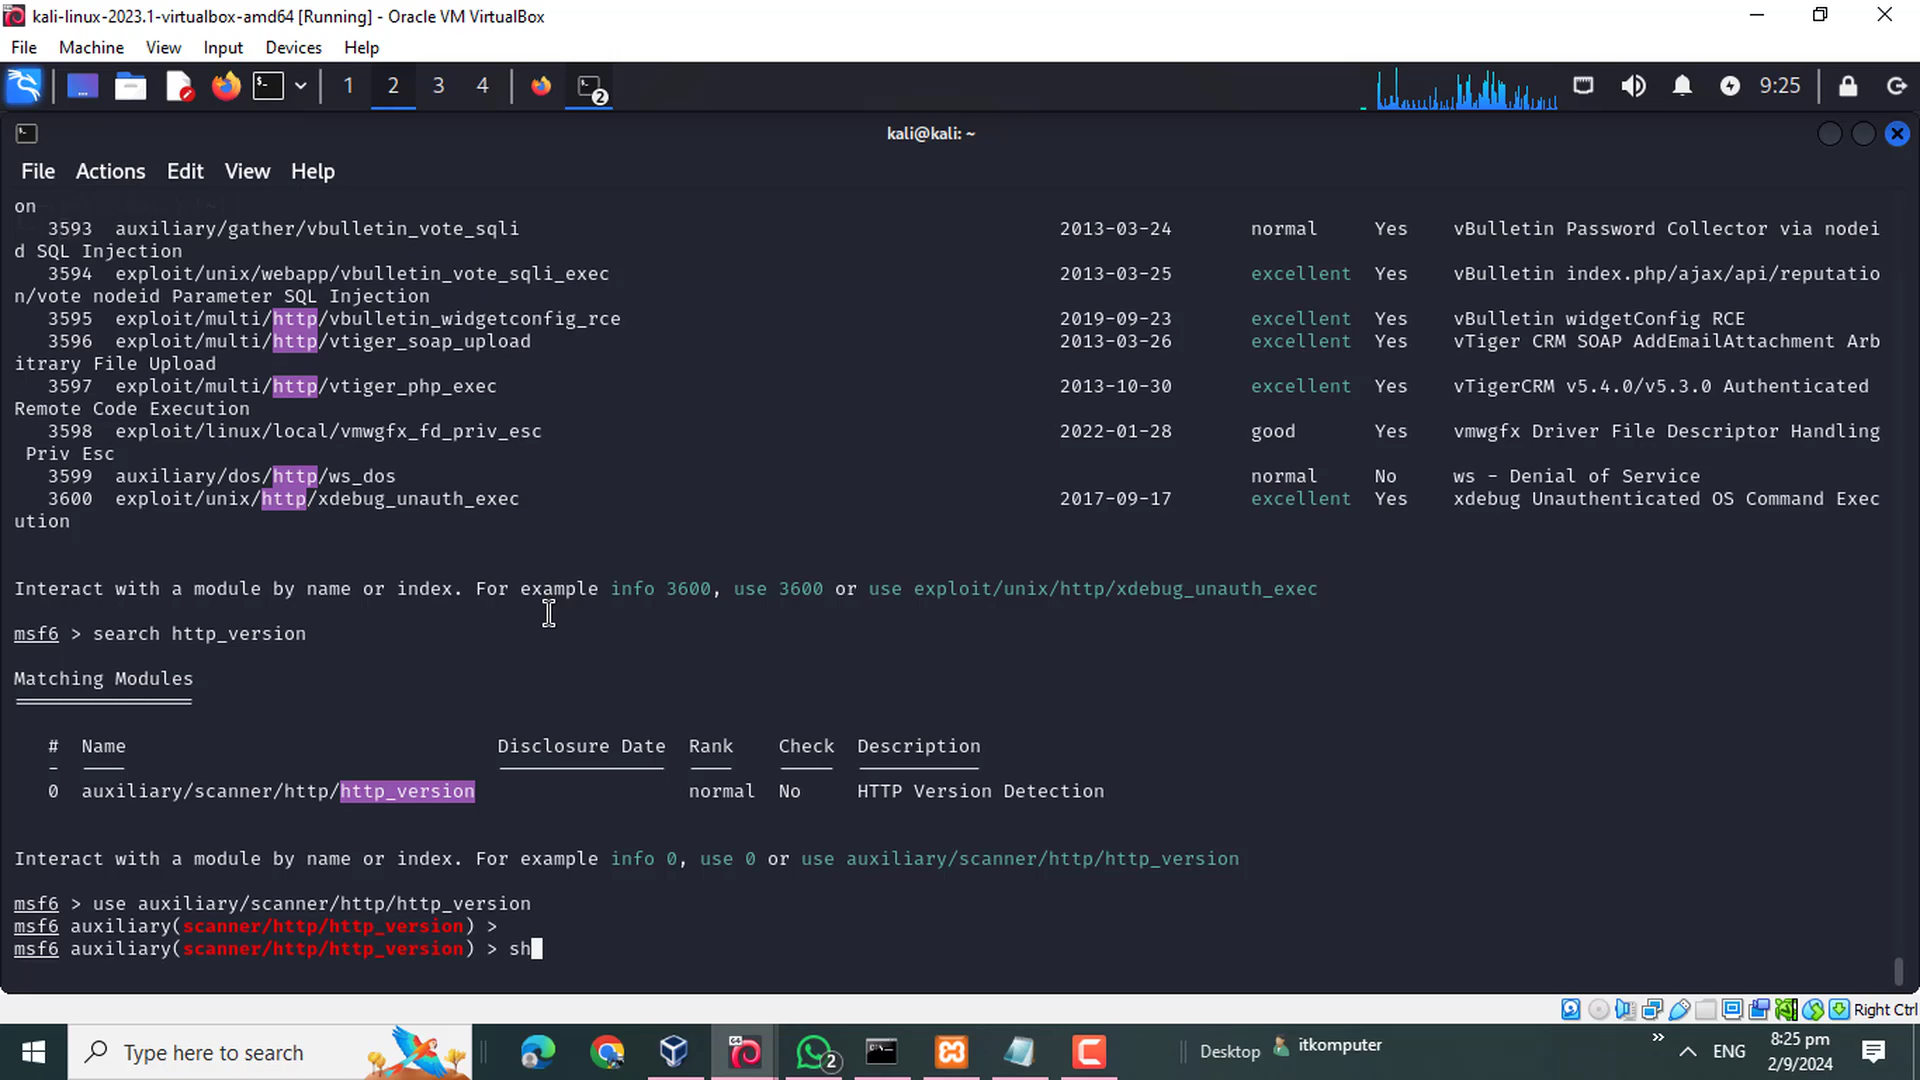 kali-linux-2023.1-virtualbox-amd64 [Running] - Oracle VM VirtualBox
File Machine View Input Devices Help
1 2 3 4 2 9:25
kali@kali: ~
File Actions Edit View Help
on
3593 auxiliary/gather/vbulletin_vote_sqli 2013-03-24 normal Yes vBulletin Password Collector via nodei
d SQL Injection
3594 exploit/unix/webapp/vbulletin_vote_sqli_exec 2013-03-25 excellent Yes vBulletin index.php/ajax/api/reputatio
n/vote nodeid Parameter SQL Injection
3595 exploit/multi/http/vbulletin_widgetconfig_rce 2019-09-23 excellent Yes vBulletin widgetConfig RCE
3596 exploit/multi/http/vtiger_soap_upload 2013-03-26 excellent Yes vTiger CRM SOAP AddEmailAttachment Arb
itrary File Upload
3597 exploit/multi/http/vtiger_php_exec 2013-10-30 excellent Yes vTigerCRM v5.4.0/v5.3.0 Authenticated
Remote Code Execution
3598 exploit/linux/local/vmwgfx_fd_priv_esc 2022-01-28 good Yes vmwgfx Driver File Descriptor Handling
Priv Esc
3599 auxiliary/dos/http/ws_dos normal No ws - Denial of Service
3600 exploit/unix/http/xdebug_unauth_exec 2017-09-17 excellent Yes xdebug Unauthenticated OS Command Exec
ution
Interact with a module by name or index. For example info 3600, use 3600 or use exploit/unix/http/xdebug_unauth_exec
msf6 > search http_version
Matching Modules
# Name Disclosure Date Rank Check Description
- ---- --------------- ---- ----- -----------
0 auxiliary/scanner/http/http_version normal No HTTP Version Detection
Interact with a module by name or index. For example info 0, use 0 or use auxiliary/scanner/http/http_version
msf6 > use auxiliary/scanner/http/http_version
msf6 auxiliary(scanner/http/http_version) >
msf6 auxiliary(scanner/http/http_version) > sh
Right Ctrl
Type here to search 2 Desktop itkomputer » ENG 8:25 pm
2/9/2024